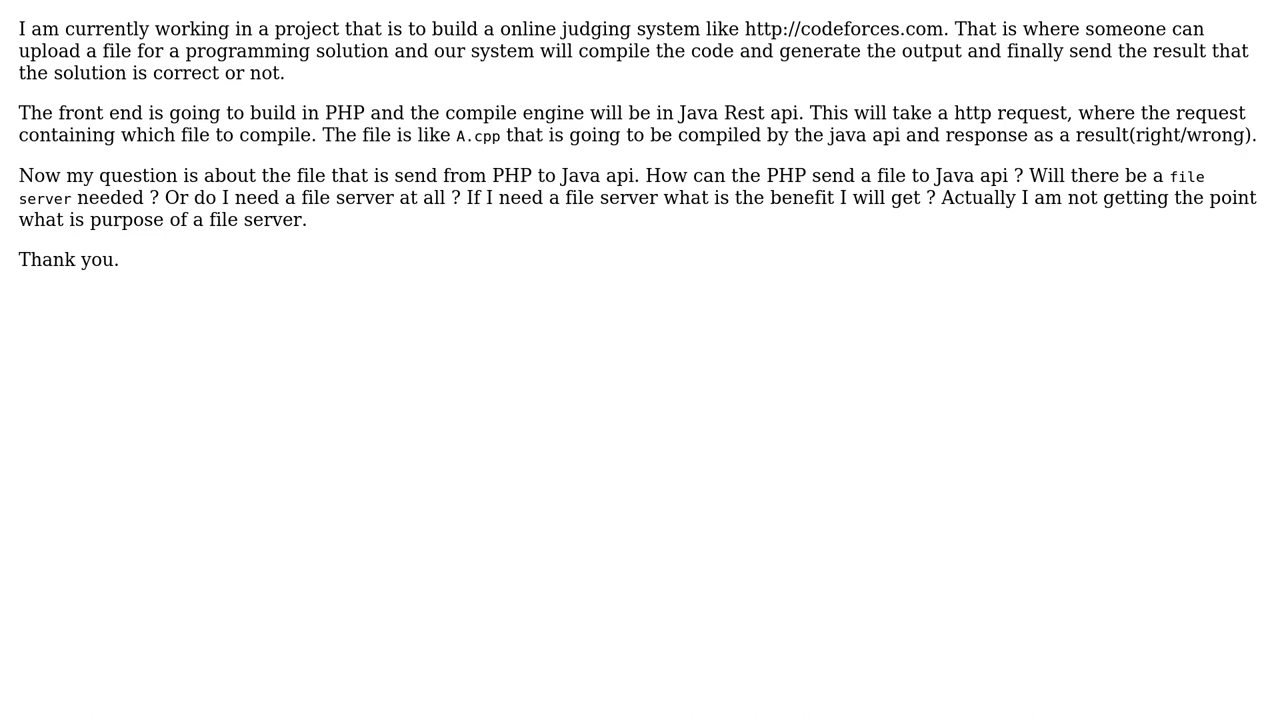 I am currently working in a project that is to build a online judging system like http://codeforces.com. That is where someone can
upload a file for a programming solution and our system will compile the code and generate the output and finally send the result that
the solution is correct or not.
The front end is going to build in PHP and the compile engine will be in Java Rest api. This will take a http request, where the request
containing which file to compile. The file is like A.cpp that is going to be compiled by the java api and response as a result(right/wrong).
Now my question is about the file that is send from PHP to Java api. How can the PHP send a file to Java api ? Will there be a file
server needed ? Or do I need a file server at all ? If I need a file server what is the benefit I will get ? Actually I am not getting the point
what is purpose of a file server.
Thank you.